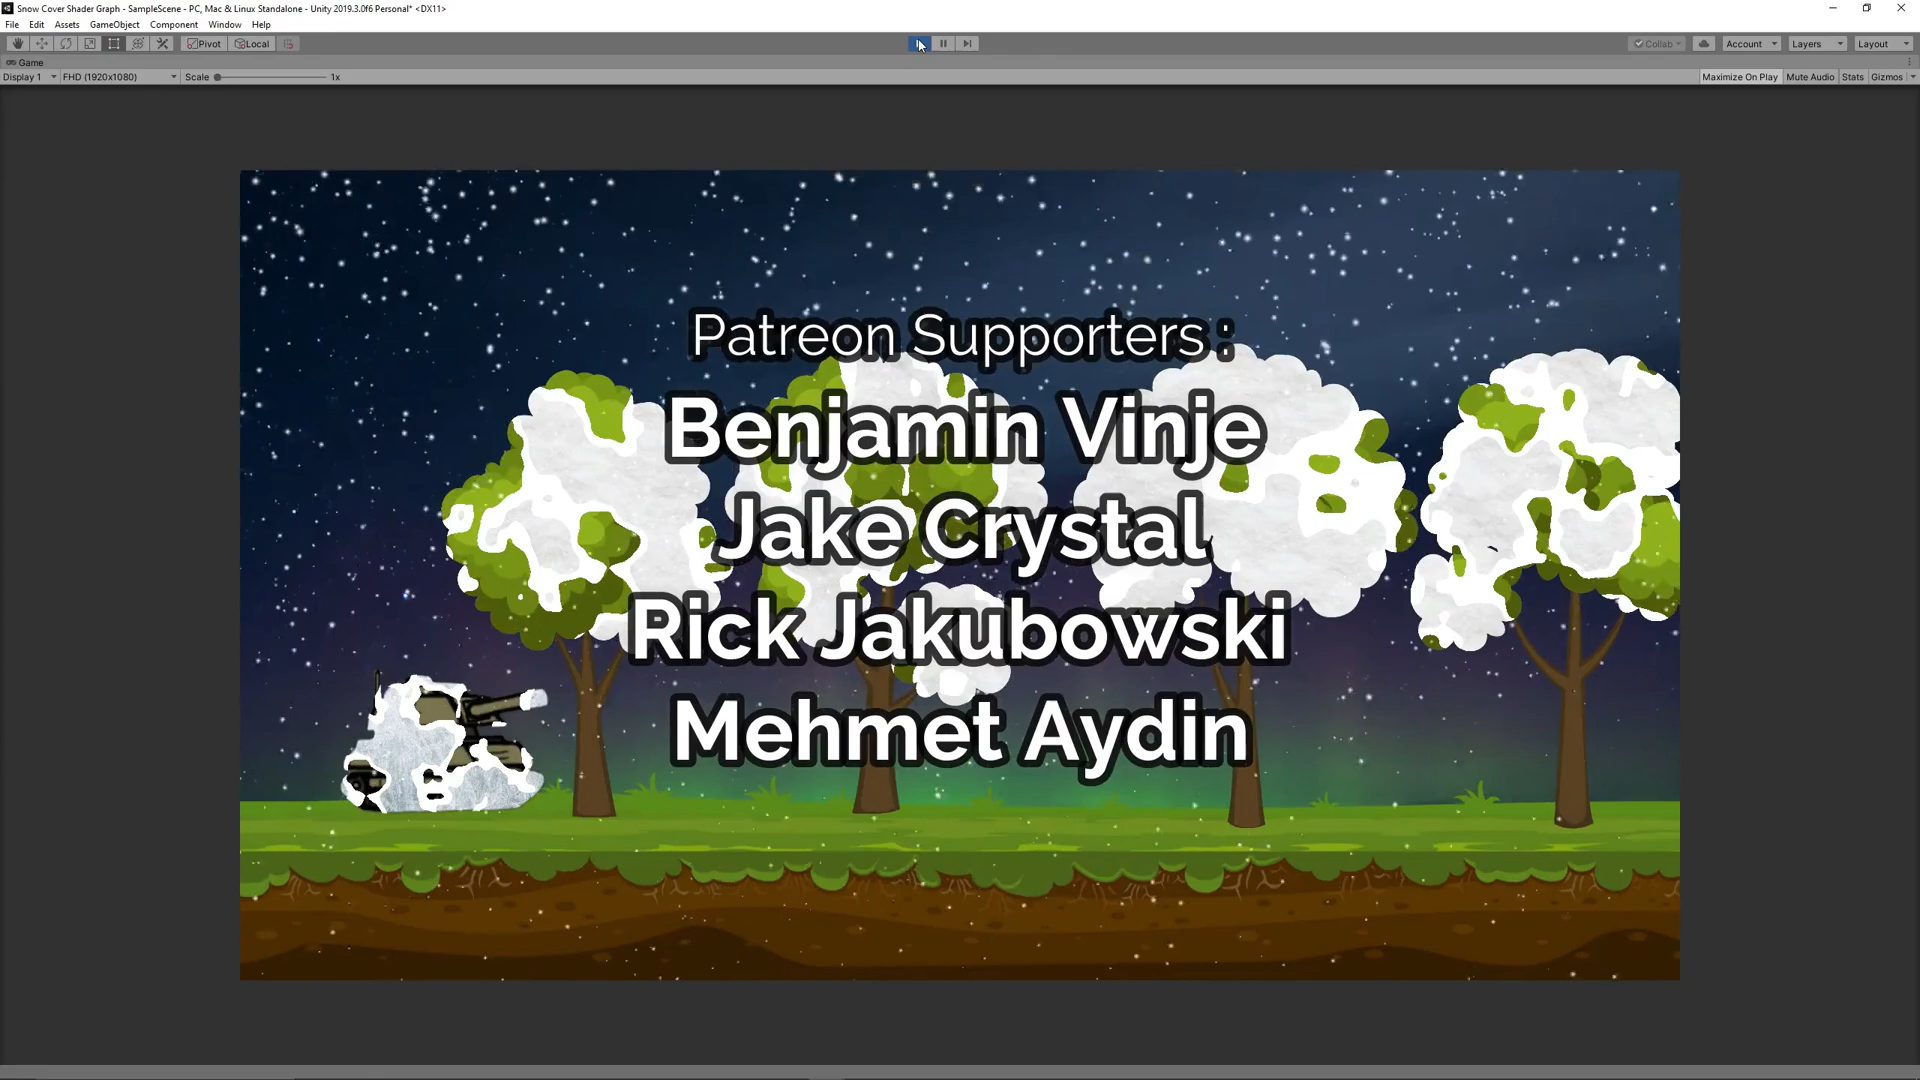 Snow Cover Shader Graph - SampleScene - PC, Mac & Linux Standalone - Unity 2019.3.0f6 Personal* <DX11>
File Edit Assets GameObject Component Window Help
Pivot Local Collab Account Layers Layout
Game
Display 1 FHD (1920x1080) Scale 1x Maximize On Play Mute Audio Stats Gizmos
Patreon Supporters :
Benjamin Vinje
Jake Crystal
Rick Jakubowski
Mehmet Aydin